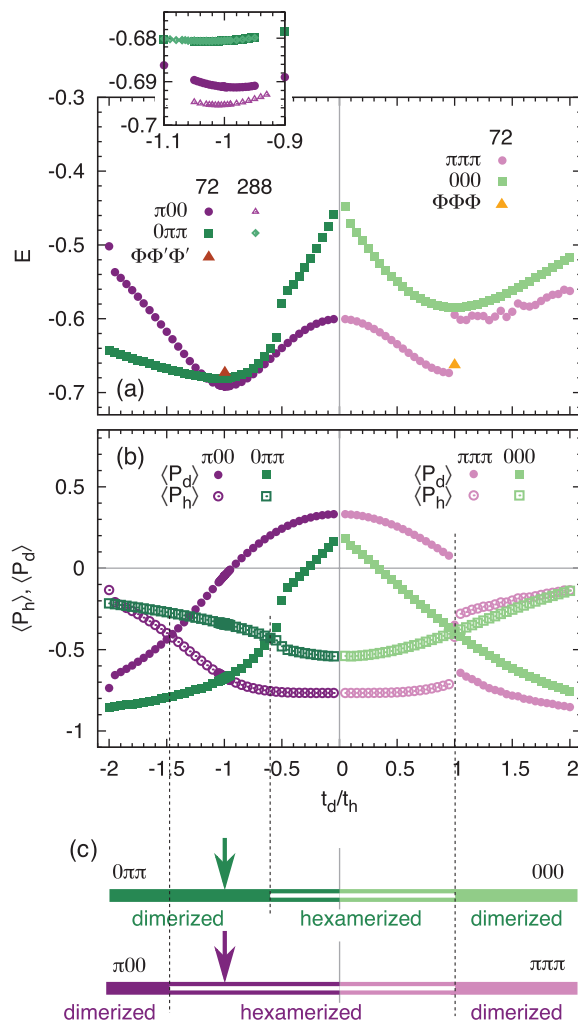 -0.68
-0.69
-0.7
-1.1 -1 -0.9
-0.3
-0.4
-0.5
-0.6
-0.7
E
72 288
π00
0ππ
ΦΦ′Φ′
72
πππ
000
ΦΦΦ
(a)
(b)
π00 0ππ
⟨P_d⟩
⟨P_h⟩
πππ 000
⟨P_d⟩
⟨P_h⟩
0.5
0
-0.5
-1
⟨P_h⟩, ⟨P_d⟩
-2 -1.5 -1 -0.5 0 0.5 1 1.5 2
t_d/t_h
(c)
0ππ 000
dimerized hexamerized dimerized
π00 πππ
dimerized hexamerized dimerized